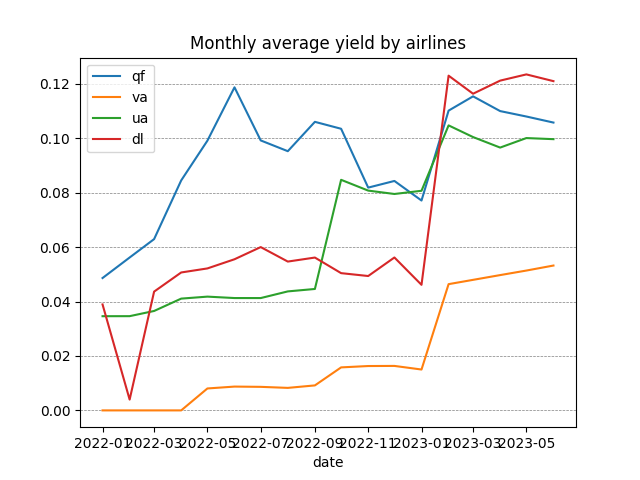 Monthly average yield by airlines
qf
va
ua
dl
0.12
0.10
0.08
0.06
0.04
0.02
0.00
2022-01 2022-03 2022-05 2022-07 2022-09 2022-11 2023-01 2023-03 2023-05
date